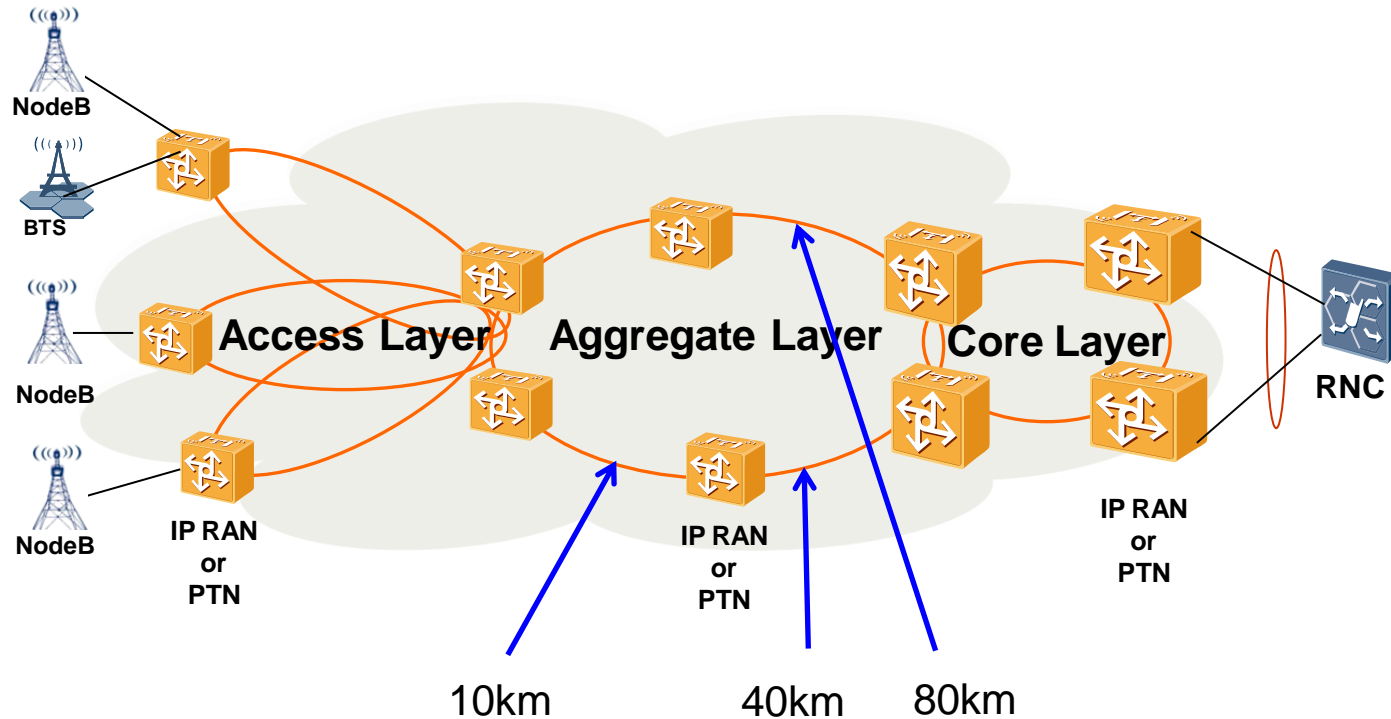 NodeB
BTS
NodeB
NodeB
Access Layer
Aggregate Layer
Core Layer
RNC
IP RAN
or
PTN
IP RAN
or
PTN
IP RAN
or
PTN
10km
40km
80km